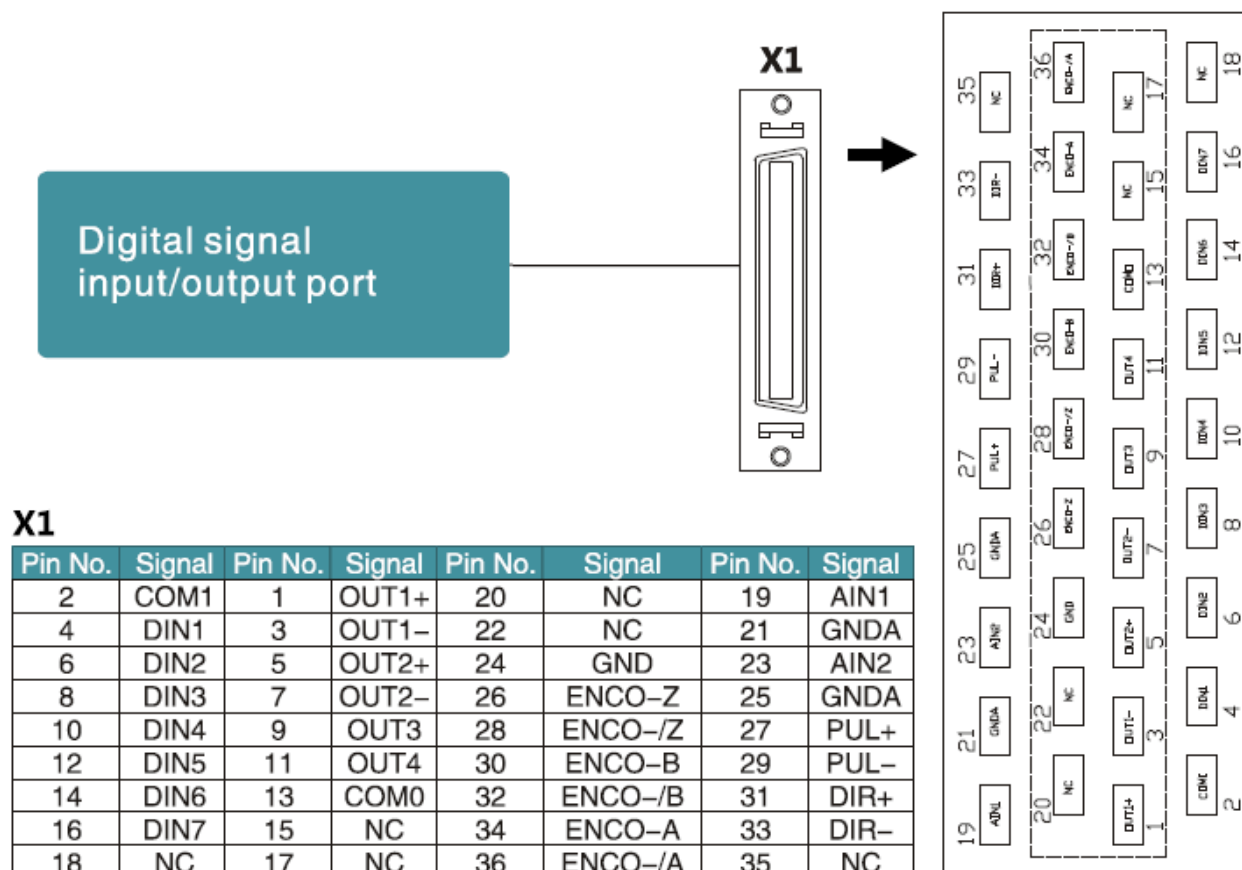 X1
Digital signal
input/output port
X1
Pin No. Signal Pin No. Signal Pin No. Signal Pin No. Signal
2 COM1 1 OUT1+ 20 NC 19 AIN1
4 DIN1 3 OUT1− 22 NC 21 GNDA
6 DIN2 5 OUT2+ 24 GND 23 AIN2
8 DIN3 7 OUT2− 26 ENCO−Z 25 GNDA
10 DIN4 9 OUT3 28 ENCO−/Z 27 PUL+
12 DIN5 11 OUT4 30 ENCO−B 29 PUL−
14 DIN6 13 COM0 32 ENCO−/B 31 DIR+
16 DIN7 15 NC 34 ENCO−A 33 DIR−
18 NC 17 NC 36 ENCO−/A 35 NC
35 NC
33 DIR-
31 DIR+
29 PUL-
27 PUL+
25 GNDA
23 AIN2
21 GNDA
19 AIN1
36 ENCO-/A
34 ENCO-A
32 ENCO-/B
30 ENCO-B
28 ENCO-/Z
26 ENCO-Z
24 GND
22 NC
20 NC
NC 17
NC 15
COMO 13
OUT4 11
OUT3 9
OUT2- 7
OUT2+ 5
OUT1- 3
OUT1+ 1
NC 18
DIN7 16
DIN6 14
DIN5 12
DIN4 10
DIN3 8
DIN2 6
DIN1 4
COMI 2